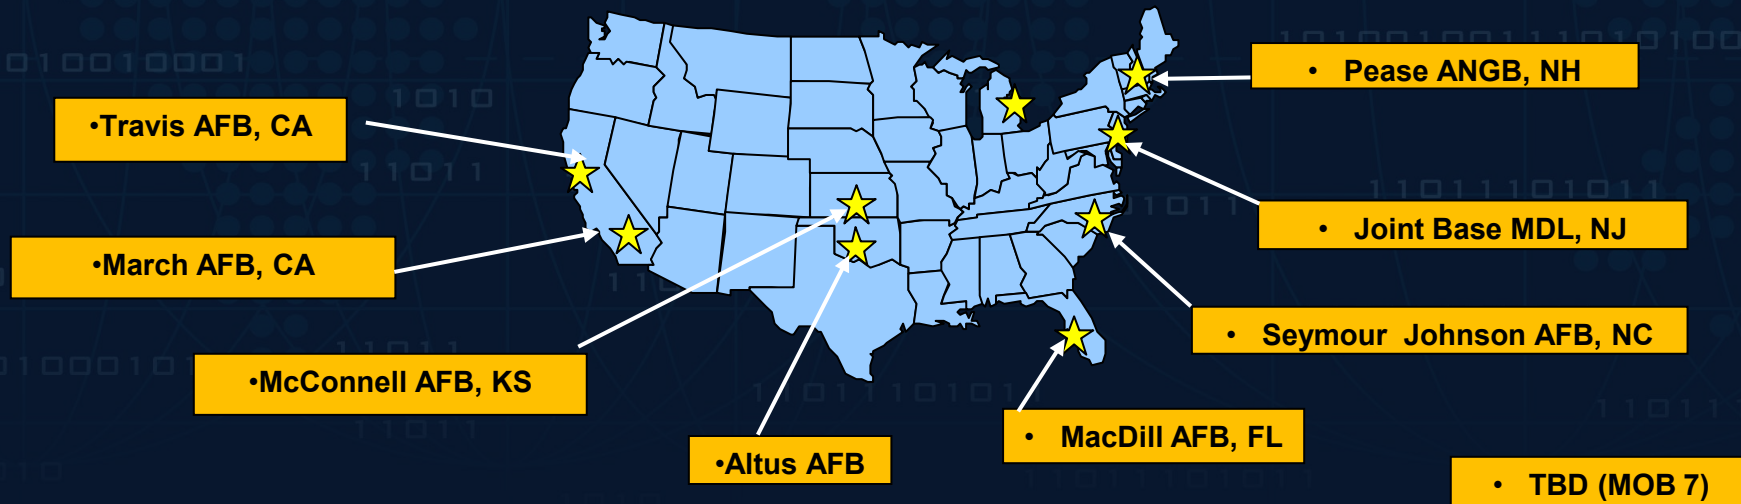 • Pease ANGB, NH
•Travis AFB, CA
• Joint Base MDL, NJ
•March AFB, CA
• Seymour Johnson AFB, NC
•McConnell AFB, KS
• MacDill AFB, FL
•Altus AFB
• TBD (MOB 7)